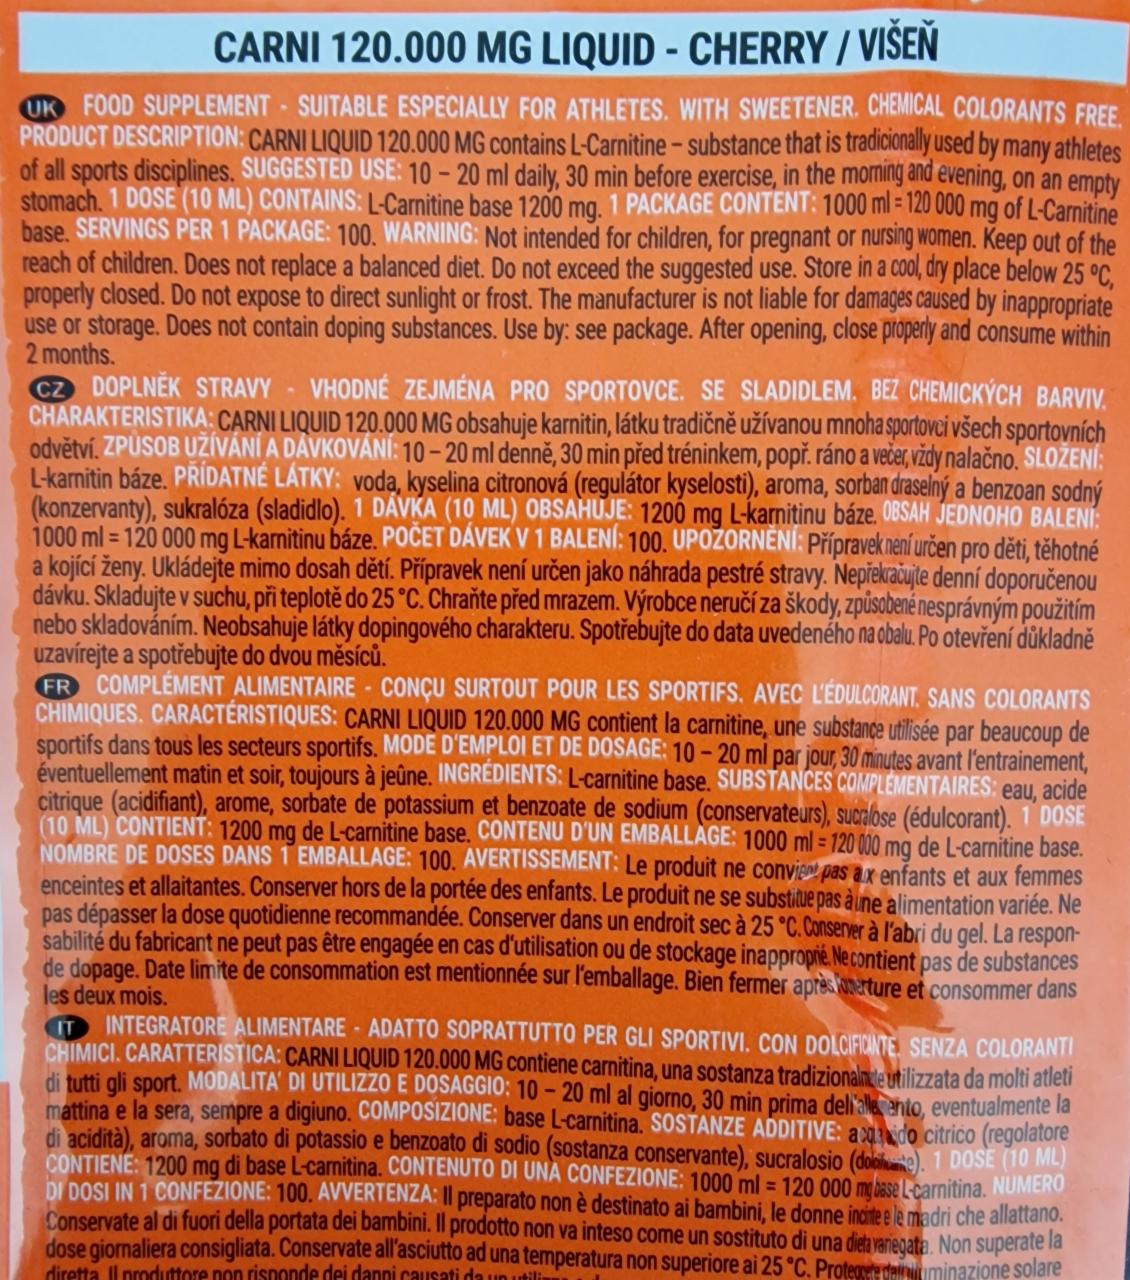 CARNI 120.000 MG LIQUID - CHERRY / VIŠEŇ
UK FOOD SUPPLEMENT - SUITABLE ESPECIALLY FOR ATHLETES. WITH SWEETENER. CHEMICAL COLORANTS FREE.
PRODUCT DESCRIPTION: CARNI LIQUID 120.000 MG contains L-Carnitine – substance that is tradicionally used by many athletes
of all sports disciplines. SUGGESTED USE: 10 – 20 ml daily, 30 min before exercise, in the morning and evening, on an empty
stomach. 1 DOSE (10 ML) CONTAINS: L-Carnitine base 1200 mg. 1 PACKAGE CONTENT: 1000 ml = 120 000 mg of L-Carnitine
base. SERVINGS PER 1 PACKAGE: 100. WARNING: Not intended for children, for pregnant or nursing women. Keep out of the
reach of children. Does not replace a balanced diet. Do not exceed the suggested use. Store in a cool, dry place below 25 °C,
properly closed. Do not expose to direct sunlight or frost. The manufacturer is not liable for damages caused by inappropriate
use or storage. Does not contain doping substances. Use by: see package. After opening, close properly and consume within
2 months.
CZ DOPLNĚK STRAVY - VHODNÉ ZEJMÉNA PRO SPORTOVCE. SE SLADIDLEM. BEZ CHEMICKÝCH BARVIV.
CHARAKTERISTIKA: CARNI LIQUID 120.000 MG obsahuje karnitin, látku tradičně užívanou mnoha sportovci všech sportovních
odvětví. ZPŮSOB UŽÍVÁNÍ A DÁVKOVÁNÍ: 10 – 20 ml denně, 30 min před tréninkem, popř. ráno a večer, vždy nalačno. SLOŽENÍ:
L-karnitin báze. PŘÍDATNÉ LÁTKY: voda, kyselina citronová (regulátor kyselosti), aroma, sorban draselný a benzoan sodný
(konzervanty), sukralóza (sladidlo). 1 DÁVKA (10 ML) OBSAHUJE: 1200 mg L-karnitinu báze. OBSAH JEDNOHO BALENÍ:
1000 ml = 120 000 mg L-karnitinu báze. POČET DÁVEK V 1 BALENÍ: 100. UPOZORNĚNÍ: Přípravek není určen pro děti, těhotné
a kojící ženy. Ukládejte mimo dosah dětí. Přípravek není určen jako náhrada pestré stravy. Nepřekračujte denní doporučenou
dávku. Skladujte v suchu, při teplotě do 25 °C. Chraňte před mrazem. Výrobce neručí za škody, způsobené nesprávným použitím
nebo skladováním. Neobsahuje látky dopingového charakteru. Spotřebujte do data uvedeného na obalu. Po otevření důkladně
uzavírejte a spotřebujte do dvou měsíců.
FR COMPLÉMENT ALIMENTAIRE - CONÇU SURTOUT POUR LES SPORTIFS. AVEC L'ÉDULCORANT. SANS COLORANTS
CHIMIQUES. CARACTÉRISTIQUES: CARNI LIQUID 120.000 MG contient la carnitine, une substance utilisée par beaucoup de
sportifs dans tous les secteurs sportifs. MODE D'EMPLOI ET DE DOSAGE: 10 – 20 ml par jour, 30 minutes avant l'entrainement,
éventuellement matin et soir, toujours à jeûne. INGRÉDIENTS: L-carnitine base. SUBSTANCES COMPLÉMENTAIRES: eau, acide
citrique (acidifiant), arome, sorbate de potassium et benzoate de sodium (conservateurs), sucralose (édulcorant). 1 DOSE
(10 ML) CONTIENT: 1200 mg de L-carnitine base. CONTENU D'UN EMBALLAGE: 1000 ml = 120 000 mg de L-carnitine base.
NOMBRE DE DOSES DANS 1 EMBALLAGE: 100. AVERTISSEMENT: Le produit ne convient pas aux enfants et aux femmes
enceintes et allaitantes. Conserver hors de la portée des enfants. Le produit ne se substitue pas à une alimentation variée. Ne
pas dépasser la dose quotidienne recommandée. Conserver dans un endroit sec à 25 °C. Conserver à l'abri du gel. La respon-
sabilité du fabricant ne peut pas être engagée en cas d'utilisation ou de stockage inapproprié. Ne contient pas de substances
de dopage. Date limite de consommation est mentionnée sur l'emballage. Bien fermer après ouverture et consommer dans
les deux mois.
IT INTEGRATORE ALIMENTARE - ADATTO SOPRATTUTTO PER GLI SPORTIVI. CON DOLCIFICANTE. SENZA COLORANTI
CHIMICI. CARATTERISTICA: CARNI LIQUID 120.000 MG contiene carnitina, una sostanza tradizionalmente utilizzata da molti atleti
di tutti gli sport. MODALITA' DI UTILIZZO E DOSAGGIO: 10 – 20 ml al giorno, 30 min prima dell'allenamento, eventualmente la
mattina e la sera, sempre a digiuno. COMPOSIZIONE: base L-carnitina. SOSTANZE ADDITIVE: citrico (regolatore
di acidità), aroma, sorbato di potassio e benzoato di sodio (sostanza conservante), sucralosio (dolcificante). 1 DOSE (10 ML)
CONTIENE: 1200 mg di base L-carnitina. CONTENUTO DI UNA CONFEZIONE: 1000 ml = 120 000 mg base L-carnitina. NUMERO
DI DOSI IN 1 CONFEZIONE: 100. AVVERTENZA: Il preparato non è destinato ai bambini, le donne incinte e le madri che allattano.
Conservate al di fuori della portata dei bambini. Il prodotto non va inteso come un sostituto di una dieta variegata. Non superate la
dose giornaliera consigliata. Conservate all'asciutto ad una temperatura non superiore ai 25 °C. Proteggete dall'illuminazione solare
diretta. Il produttore non risponde dei danni causati da un